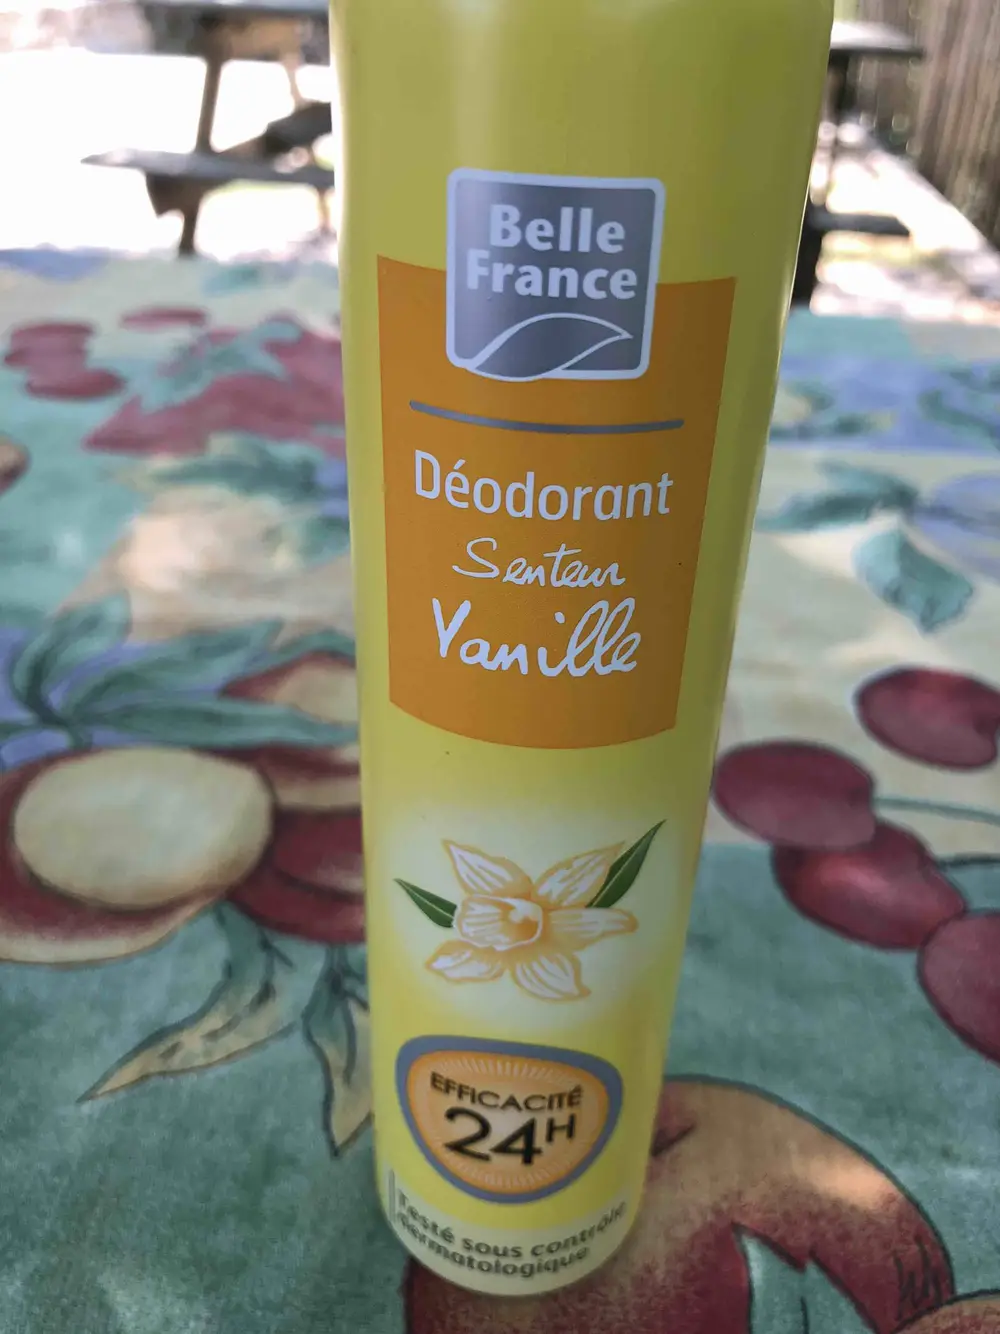 Belle
France
Déodorant
Senteur
Vanille
EFFICACITÉ
24H
Testé sous contrôle
dermatologique